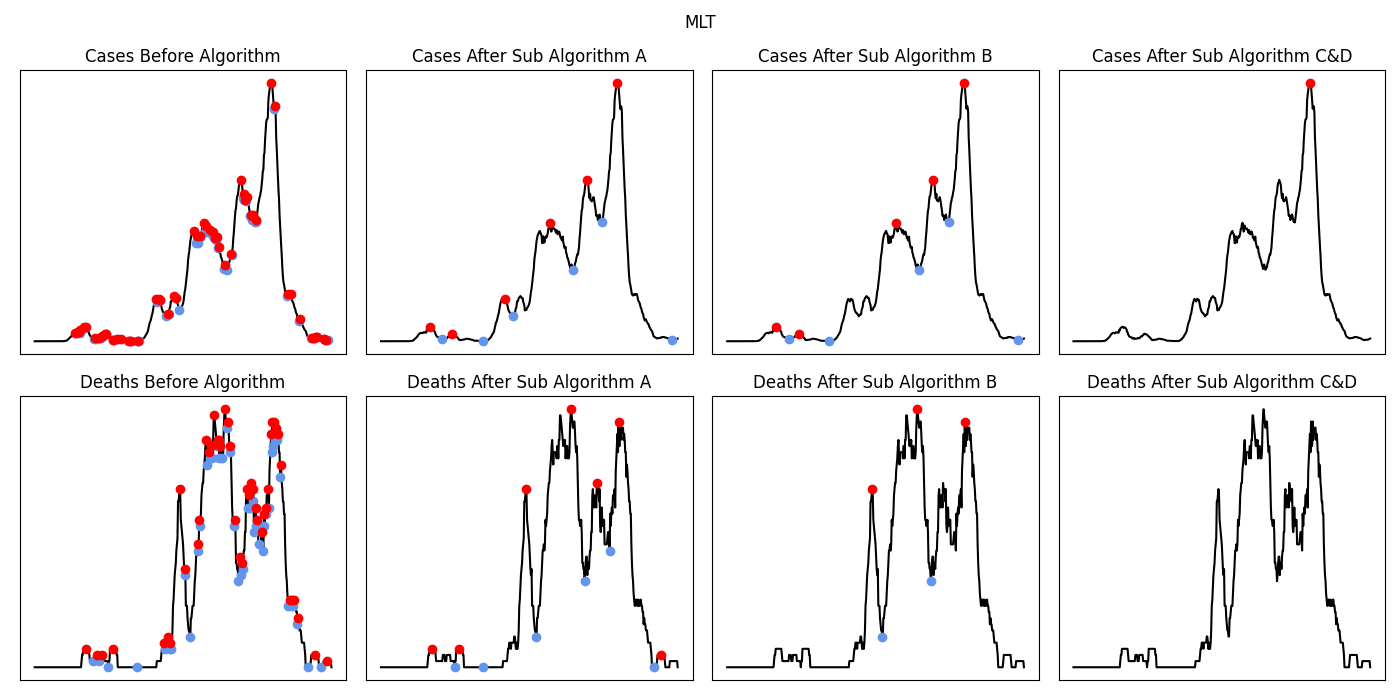 MLT
Cases Before Algorithm
Cases After Sub Algorithm A
Cases After Sub Algorithm B
Cases After Sub Algorithm C&D
Deaths Before Algorithm
Deaths After Sub Algorithm A
Deaths After Sub Algorithm B
Deaths After Sub Algorithm C&D